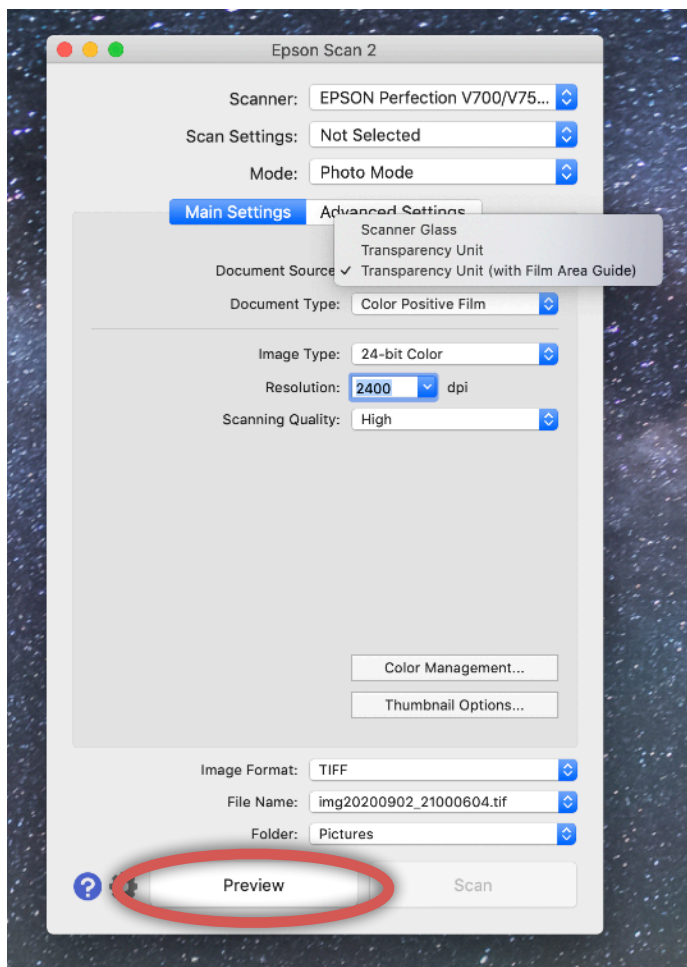 Epson Scan 2
Scanner: EPSON Perfection V700/V75...
Scan Settings: Not Selected
Mode: Photo Mode
Main Settings Advanced Settings
Scanner Glass
Transparency Unit
Document Source ✓ Transparency Unit (with Film Area Guide)
Document Type: Color Positive Film
Image Type: 24-bit Color
Resolution: 2400 dpi
Scanning Quality: High
Color Management...
Thumbnail Options...
Image Format: TIFF
File Name: img20200902_21000604.tif
Folder: Pictures
? Preview Scan